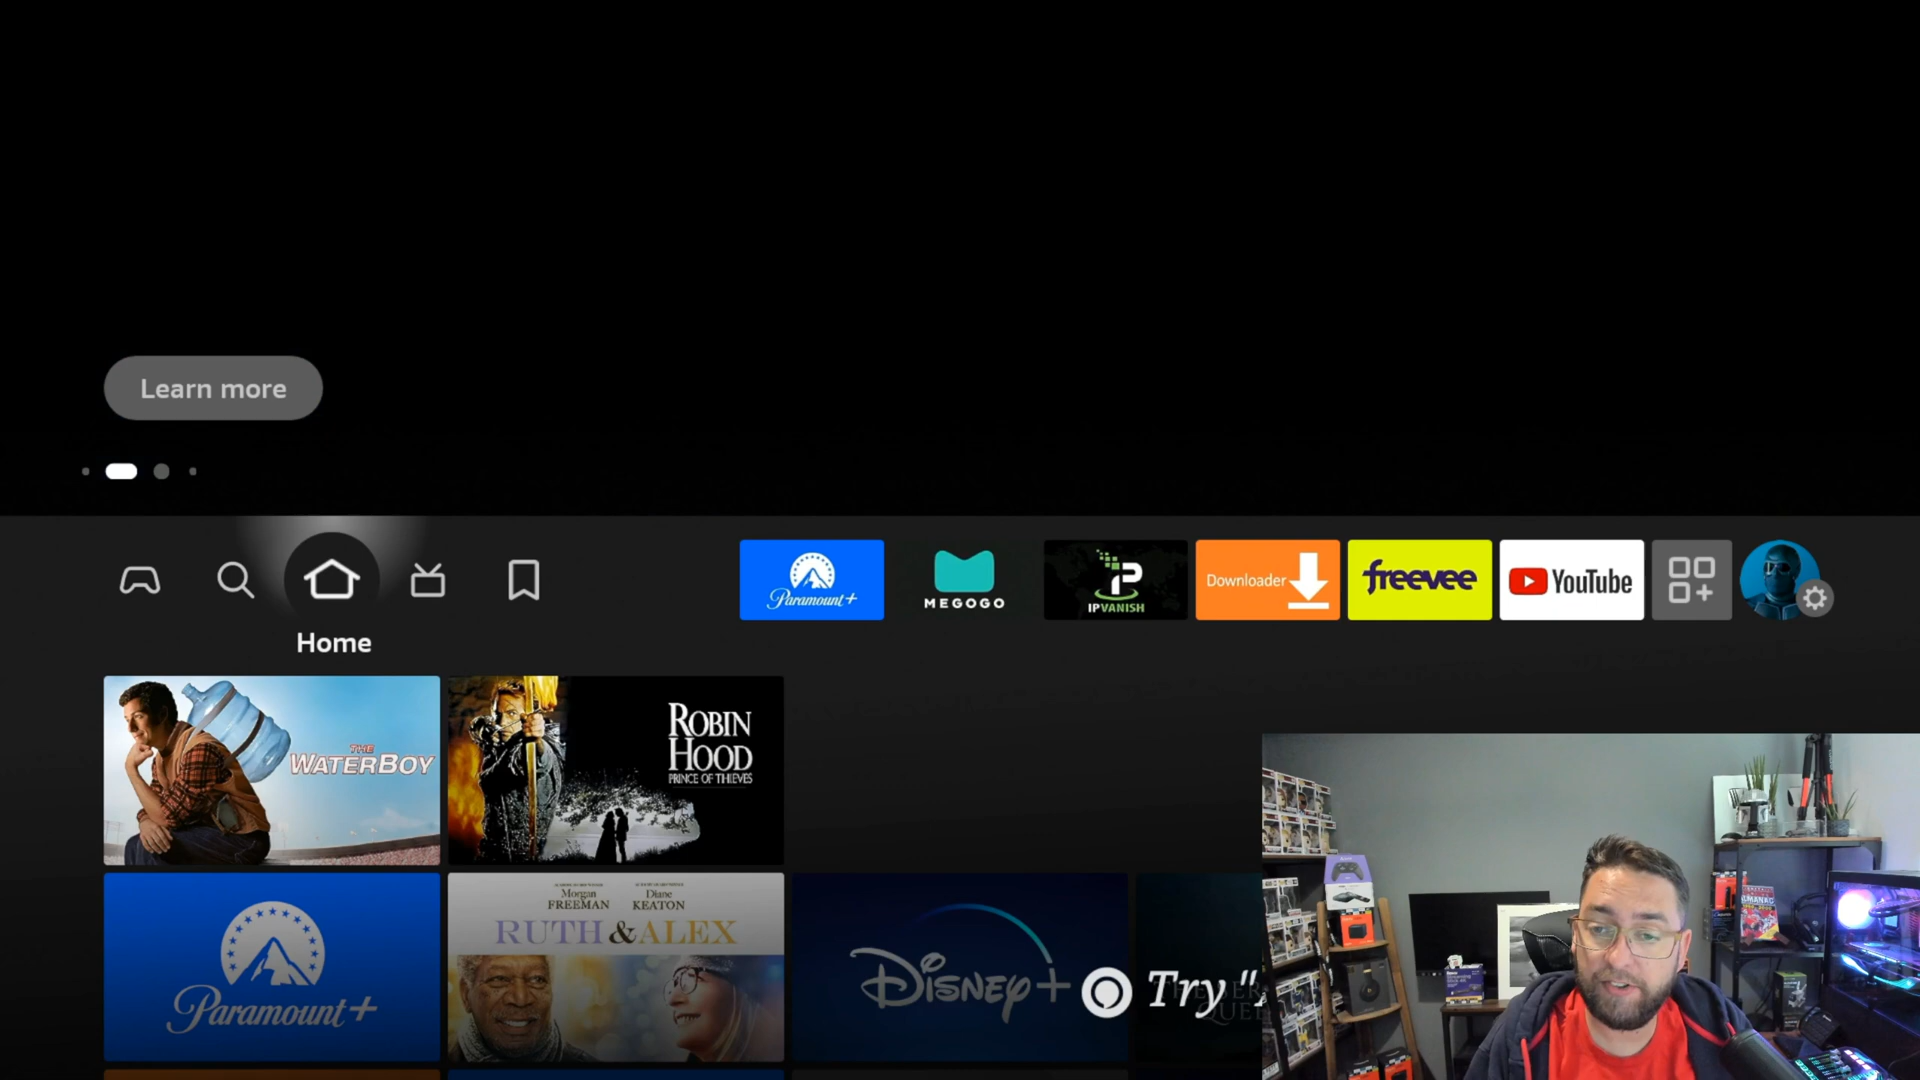 Learn more
Paramount+
MEGOGO
IPVANISH
Downloader
freevee
YouTube
Home
THE
WATERBOY
ROBIN
HOOD
PRINCE OF THIEVES
Paramount+
Morgan
FREEMAN
Diane
KEATON
RUTH & ALEX
Disney+
Try "
ALMANAC